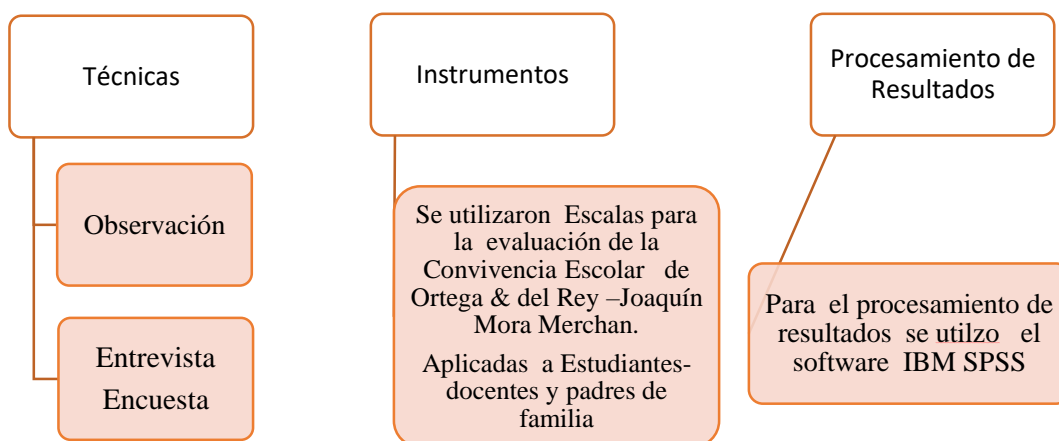 Técnicas
Observación
Entrevista
Encuesta
Instrumentos
Se utilizaron Escalas para
la evaluación de la
Convivencia Escolar de
Ortega & del Rey –Joaquín
Mora Merchan.
Aplicadas a Estudiantes-
docentes y padres de
familia
Procesamiento de
Resultados
Para el procesamiento de
resultados se utilzo el
software IBM SPSS